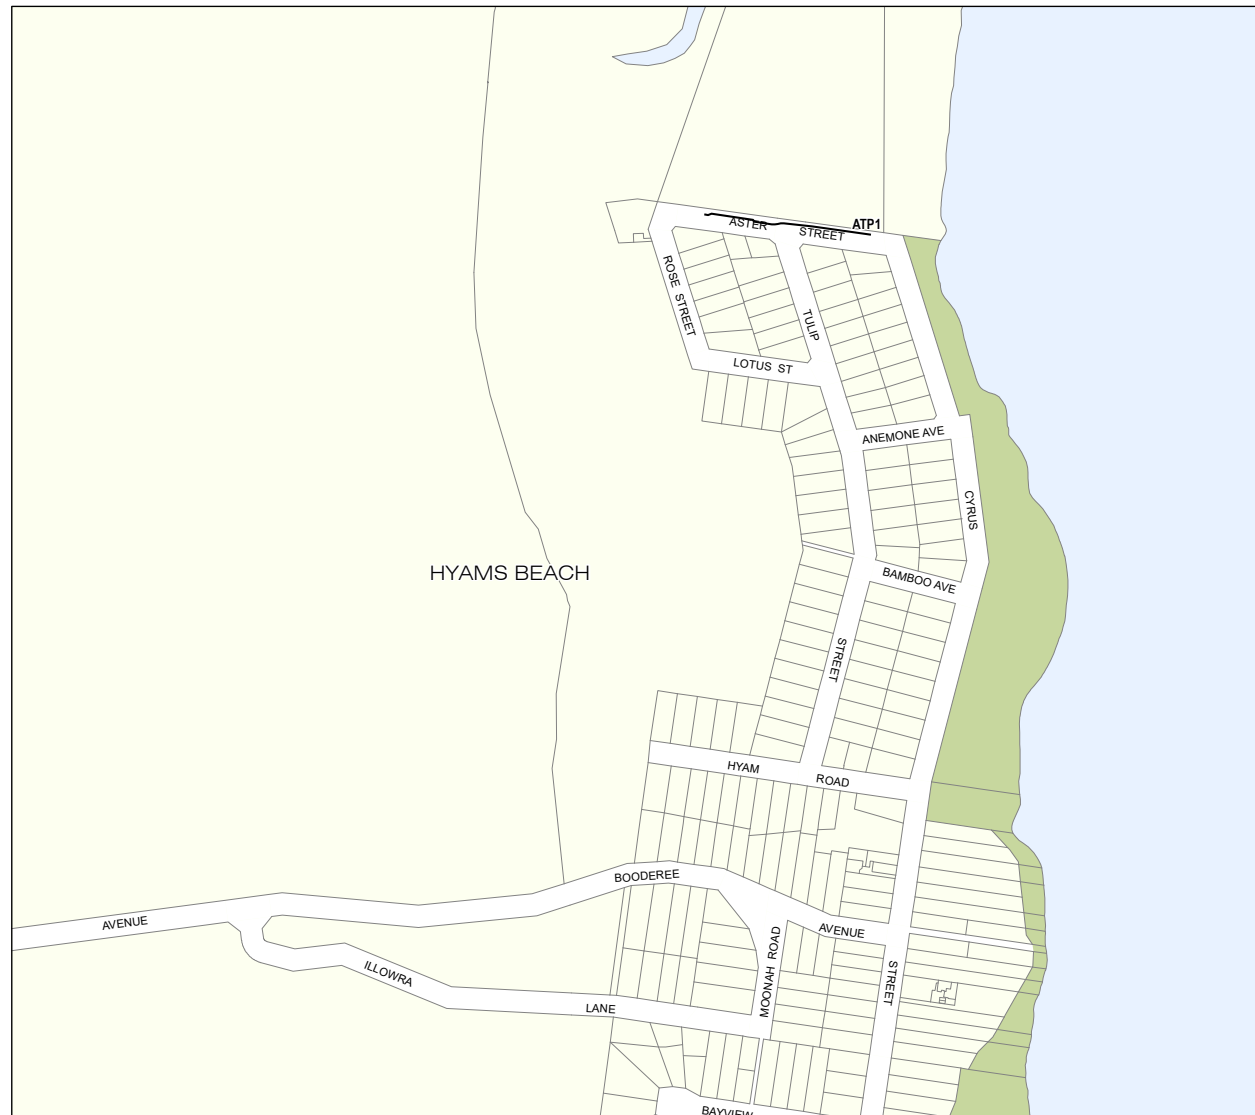 ATP1
ASTER STREET
ROSE STREET
TULIP
LOTUS ST
ANEMONE AVE
CYRUS
HYAMS BEACH
BAMBOO AVE
STREET
HYAM ROAD
BOODEREE
AVENUE
AVENUE
MOONAH ROAD
STREET
ILLOWRA
LANE
BAYVIEW